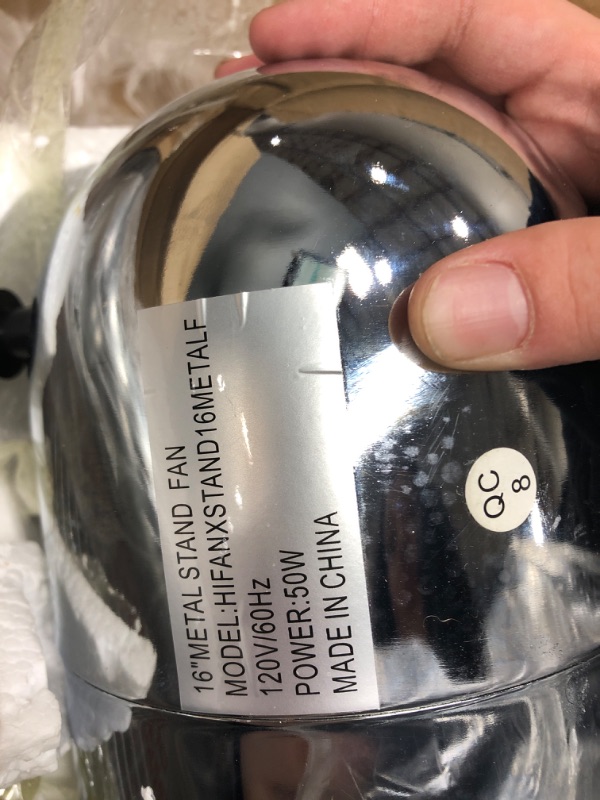 16"METAL STAND FAN
MODEL:HIFANXSTAND16METALF
120V/60Hz
POWER:50W
MADE IN CHINA
QC
8